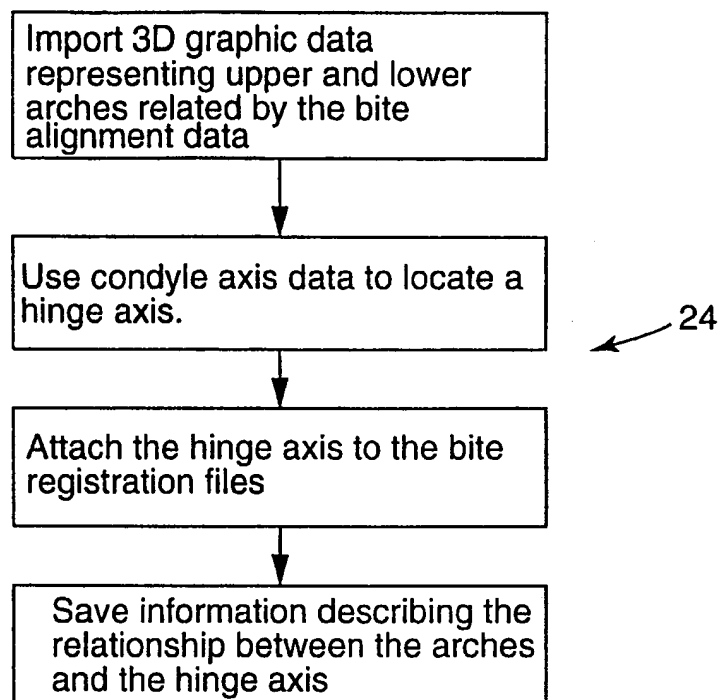 Import 3D graphic data
representing upper and lower
arches related by the bite
alignment data
Use condyle axis data to locate a
hinge axis.
24
Attach the hinge axis to the bite
registration files
Save information describing the
relationship between the arches
and the hinge axis